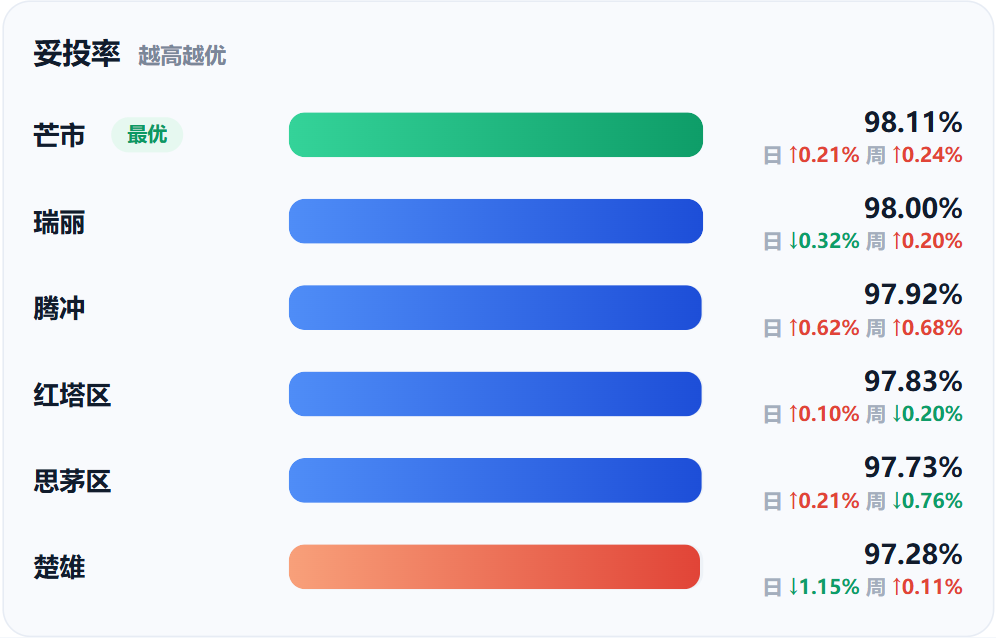 妥投率 越高越优
芒市 最优 98.11%
日 ↑0.21% 周 ↑0.24%
瑞丽 98.00%
日 ↓0.32% 周 ↑0.20%
腾冲 97.92%
日 ↑0.62% 周 ↑0.68%
红塔区 97.83%
日 ↑0.10% 周 ↓0.20%
思茅区 97.73%
日 ↑0.21% 周 ↓0.76%
楚雄 97.28%
日 ↓1.15% 周 ↑0.11%